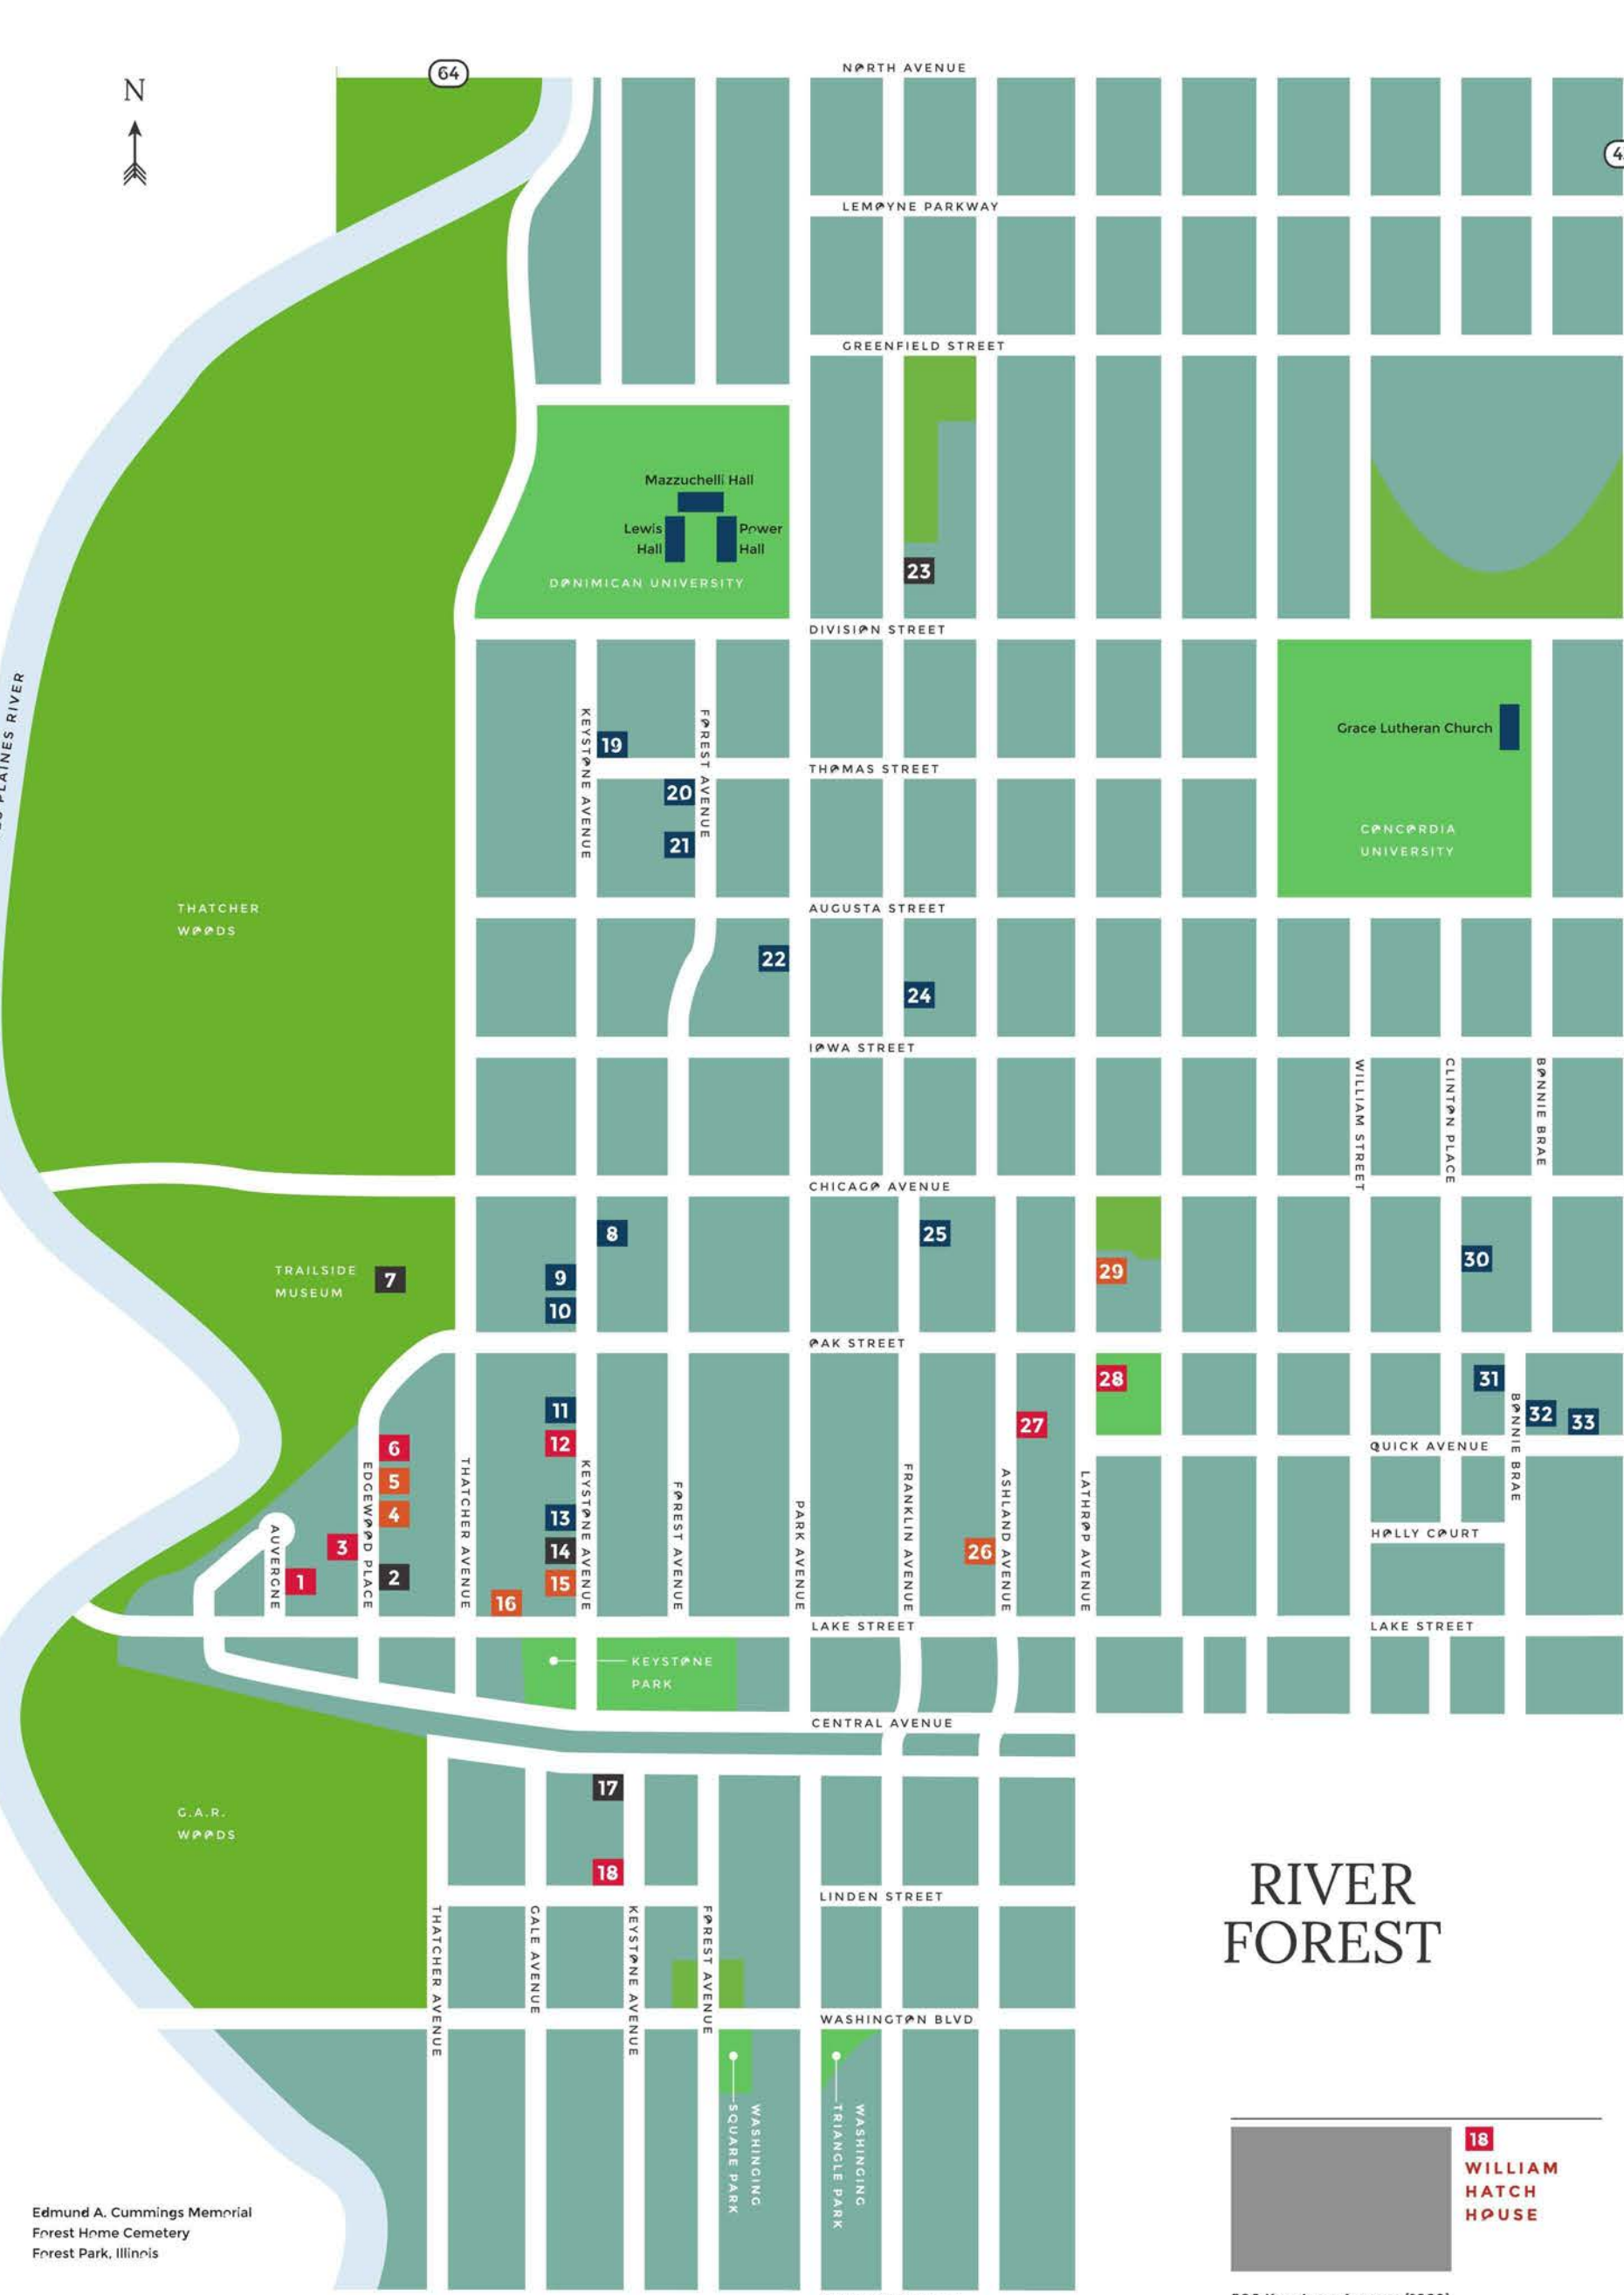 64
NORTH AVENUE
N
4
LEMOYNE PARKWAY
GREENFIELD STREET
Mazzuchelli Hall
Lewis
Hall
Power
Hall
DONIMICAN UNIVERSITY
23
DIVISION STREET
PLAINES RIVER
KEYSTONE AVENUE
FOREST AVENUE
19
Grace Lutheran Church
THOMAS STREET
20
21
CONCORDIA
UNIVERSITY
THATCHER
WOODS
AUGUSTA STREET
22
24
IOWA STREET
WILLIAM STREET
CLINTON PLACE
BONNIE BRAE
CHICAGO AVENUE
8
25
30
TRAILSIDE
MUSEUM
7
9
29
10
OAK STREET
28
31
11
27
32
33
BONNIE BRAE
6
12
QUICK AVENUE
5
4
EDGEWOOD PLACE
THATCHER AVENUE
KEYSTONE AVENUE
FOREST AVENUE
PARK AVENUE
FRANKLIN AVENUE
ASHLAND AVENUE
LATHROP AVENUE
13
HOLLY COURT
AUVERGNE
3
14
26
1
2
15
16
LAKE STREET
LAKE STREET
KEYSTONE
PARK
CENTRAL AVENUE
17
G.A.R.
WOODS
18
LINDEN STREET
RIVER
FOREST
THATCHER AVENUE
GALE AVENUE
KEYSTONE AVENUE
FOREST AVENUE
WASHINGTON BLVD
WASHINGING
SQUARE PARK
WASHINGING
TRIANGLE PARK
18
WILLIAM
HATCH
HOUSE
Edmund A. Cummings Memorial
Forest Home Cemetery
Forest Park, Illinois